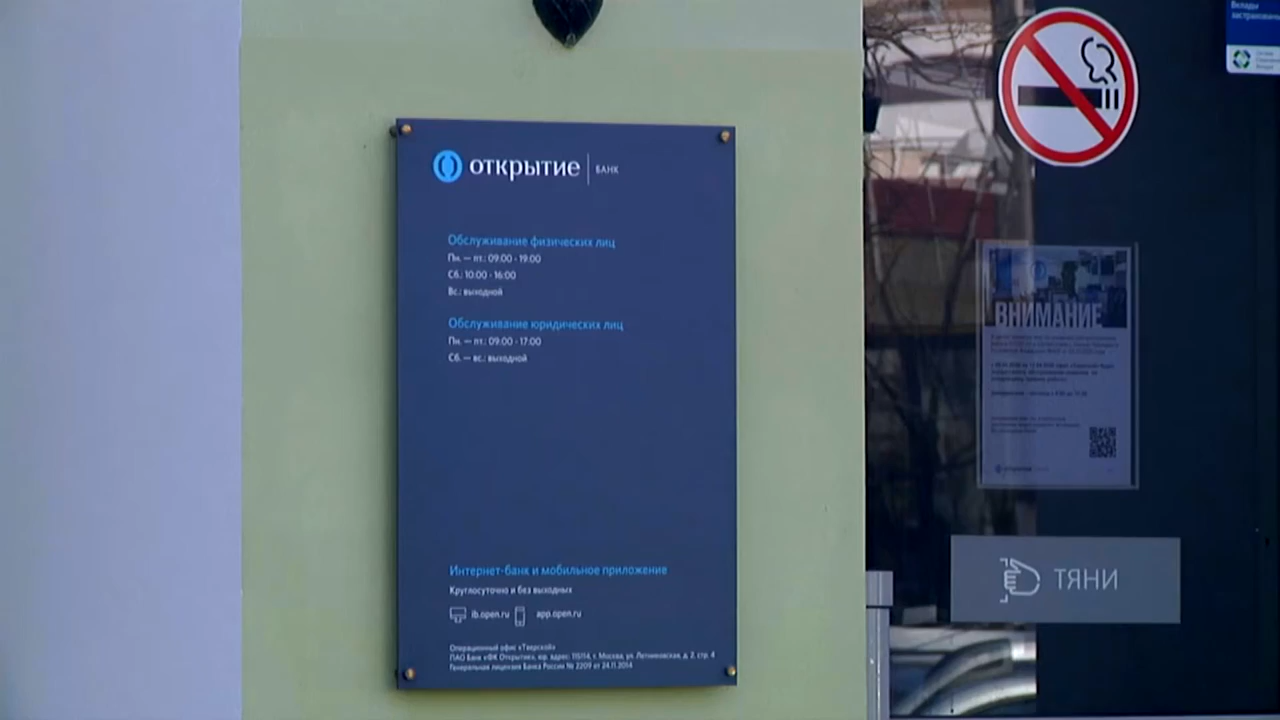 открытие БАНК
Обслуживание физических лиц
Пн. — пт.: 09:00 - 19:00
Сб.: 10:00 - 16:00
Вс.: выходной
Обслуживание юридических лиц
Пн. — пт.: 09:00 - 17:00
Сб. — вс.: выходной
Интернет-банк и мобильное приложение
Круглосуточно и без выходных
ib.open.ru app.open.ru
Операционный офис «Тверской»
ПАО Банк «ФК Открытие», юр. адрес: 115114, г. Москва, ул. Летниковская, д. 2, стр. 4
Генеральная лицензия Банка России № 2209 от 24.11.2014
Вклады
застрахованы
ВНИМАНИЕ
открытие
ТЯНИ